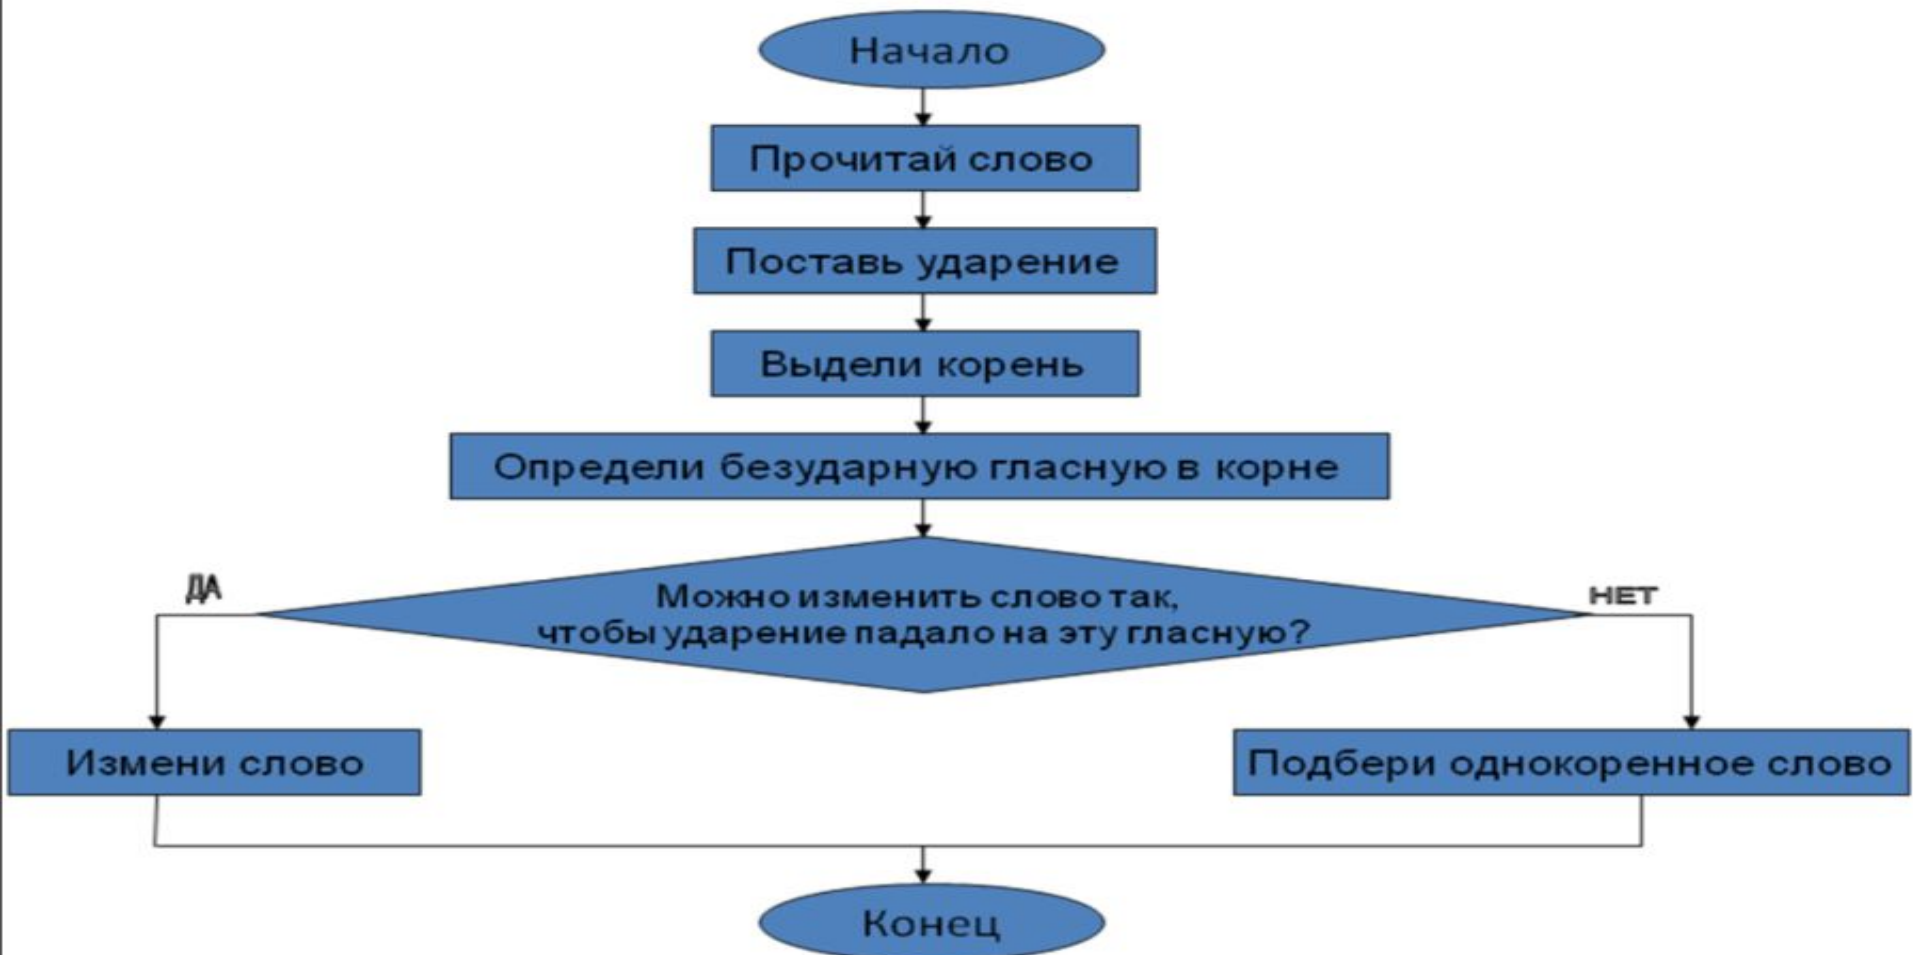 Начало
Прочитай слово
Поставь ударение
Выдели корень
Определи безударную гласную в корне
Можно изменить слово так,
чтобы ударение падало на эту гласную?
ДА
НЕТ
Измени слово
Подбери однокоренное слово
Конец